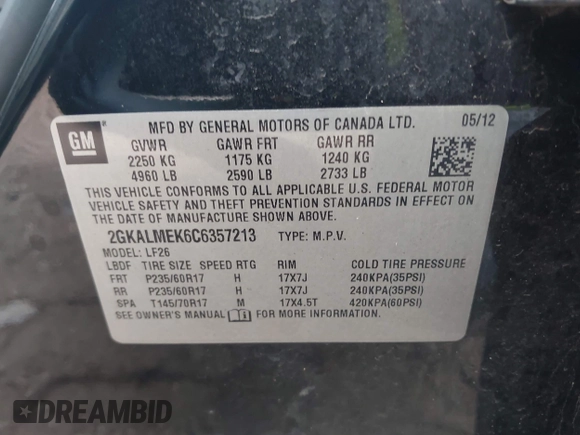 GM
MFD BY GENERAL MOTORS OF CANADA LTD. 05/12
GVWR GAWR FRT GAWR RR
2250 KG 1175 KG 1240 KG
4960 LB 2590 LB 2733 LB
THIS VEHICLE CONFORMS TO ALL APPLICABLE U.S. FEDERAL MOTOR
VEHICLE SAFETY AND THEFT PREVENTION STANDARDS IN EFFECT ON
THE DATE OF MANUFACTURE SHOWN ABOVE.
2GKALMEK6C6357213 TYPE: M.P.V.
MODEL: LF26
LBDF TIRE SIZE SPEED RTG RIM COLD TIRE PRESSURE
FRT P235/60R17 H 17X7J 240KPA(35PSI)
RR P235/60R17 H 17X7J 240KPA(35PSI)
SPA T145/70R17 M 17X4.5T 420KPA(60PSI)
SEE OWNER'S MANUAL FOR MORE INFORMATION.
DREAMBID